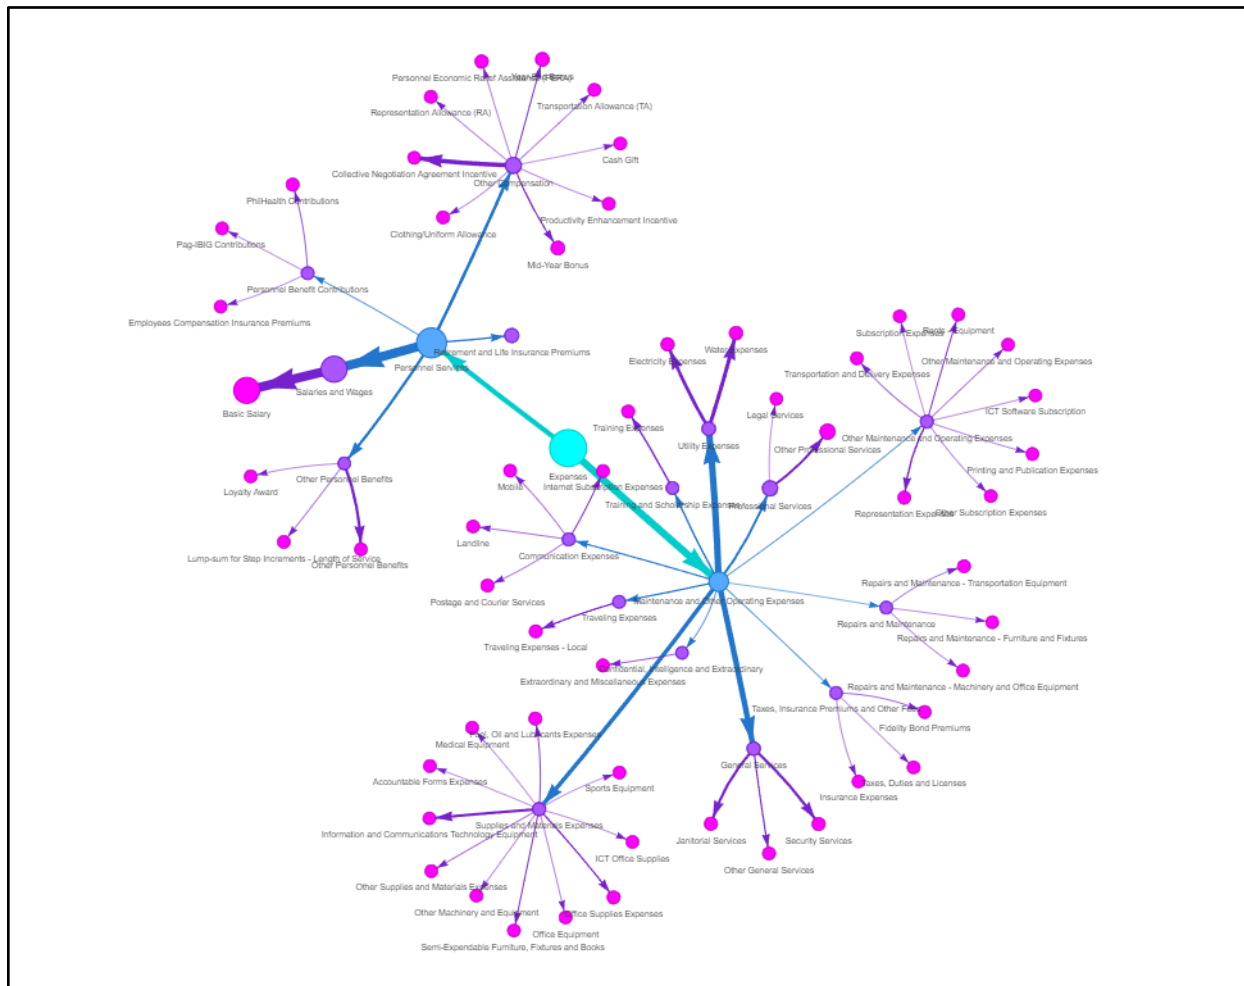 Personnel Economic Relief Assistance (PERA)
Year-End Bonus
Representation Allowance (RA)
Transportation Allowance (TA)
Cash Gift
Collective Negotiation Agreement Incentive
Other Compensation
PhilHealth Contributions
Productivity Enhancement Incentive
Clothing/Uniform Allowance
Pag-IBIG Contributions
Mid-Year Bonus
Personnel Benefit Contributions
Employees Compensation Insurance Premiums
Retirement and Life Insurance Premiums
Personnel Services
Salaries and Wages
Basic Salary
Electricity Expenses
Water Expenses
Subscription Expenses
Rents - Equipment
Other Maintenance and Operating Expenses
Transportation and Delivery Expenses
ICT Software Subscription
Legal Services
Training Expenses
Utility Expenses
Other Professional Services
Other Maintenance and Operating Expenses
Printing and Publication Expenses
Expenses
Other Personnel Benefits
Loyalty Award
Mobile
Internet Subscription Expenses
Training and Scholarship Expenses
Professional Services
Representation Expenses
Other Subscription Expenses
Landline
Communication Expenses
Lump-sum for Step Increments - Length of Service
Other Personnel Benefits
Postage and Courier Services
Maintenance and Other Operating Expenses
Repairs and Maintenance - Transportation Equipment
Traveling Expenses
Repairs and Maintenance
Repairs and Maintenance - Furniture and Fixtures
Traveling Expenses - Local
Confidential, Intelligence and Extraordinary
Extraordinary and Miscellaneous Expenses
Repairs and Maintenance - Machinery and Office Equipment
Taxes, Insurance Premiums and Other Fees
Fidelity Bond Premiums
Fuel, Oil and Lubricants Expenses
Medical Equipment
General Services
Accountable Forms Expenses
Sports Equipment
Taxes, Duties and Licenses
Insurance Expenses
Supplies and Materials Expenses
Information and Communications Technology Equipment
Janitorial Services
Security Services
ICT Office Supplies
Other General Services
Other Supplies and Materials Expenses
Other Machinery and Equipment
Office Supplies Expenses
Office Equipment
Semi-Expendable Furniture, Fixtures and Books